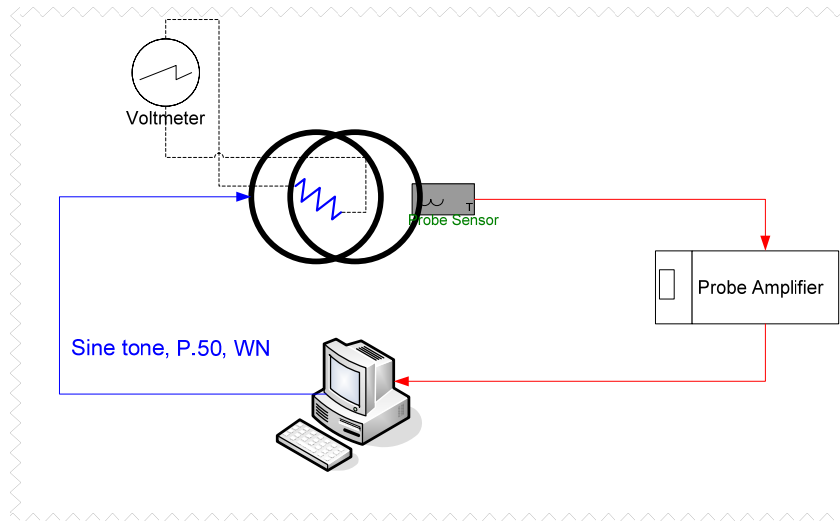 Voltmeter
T
Probe Sensor
Probe Amplifier
Sine tone, P.50, WN